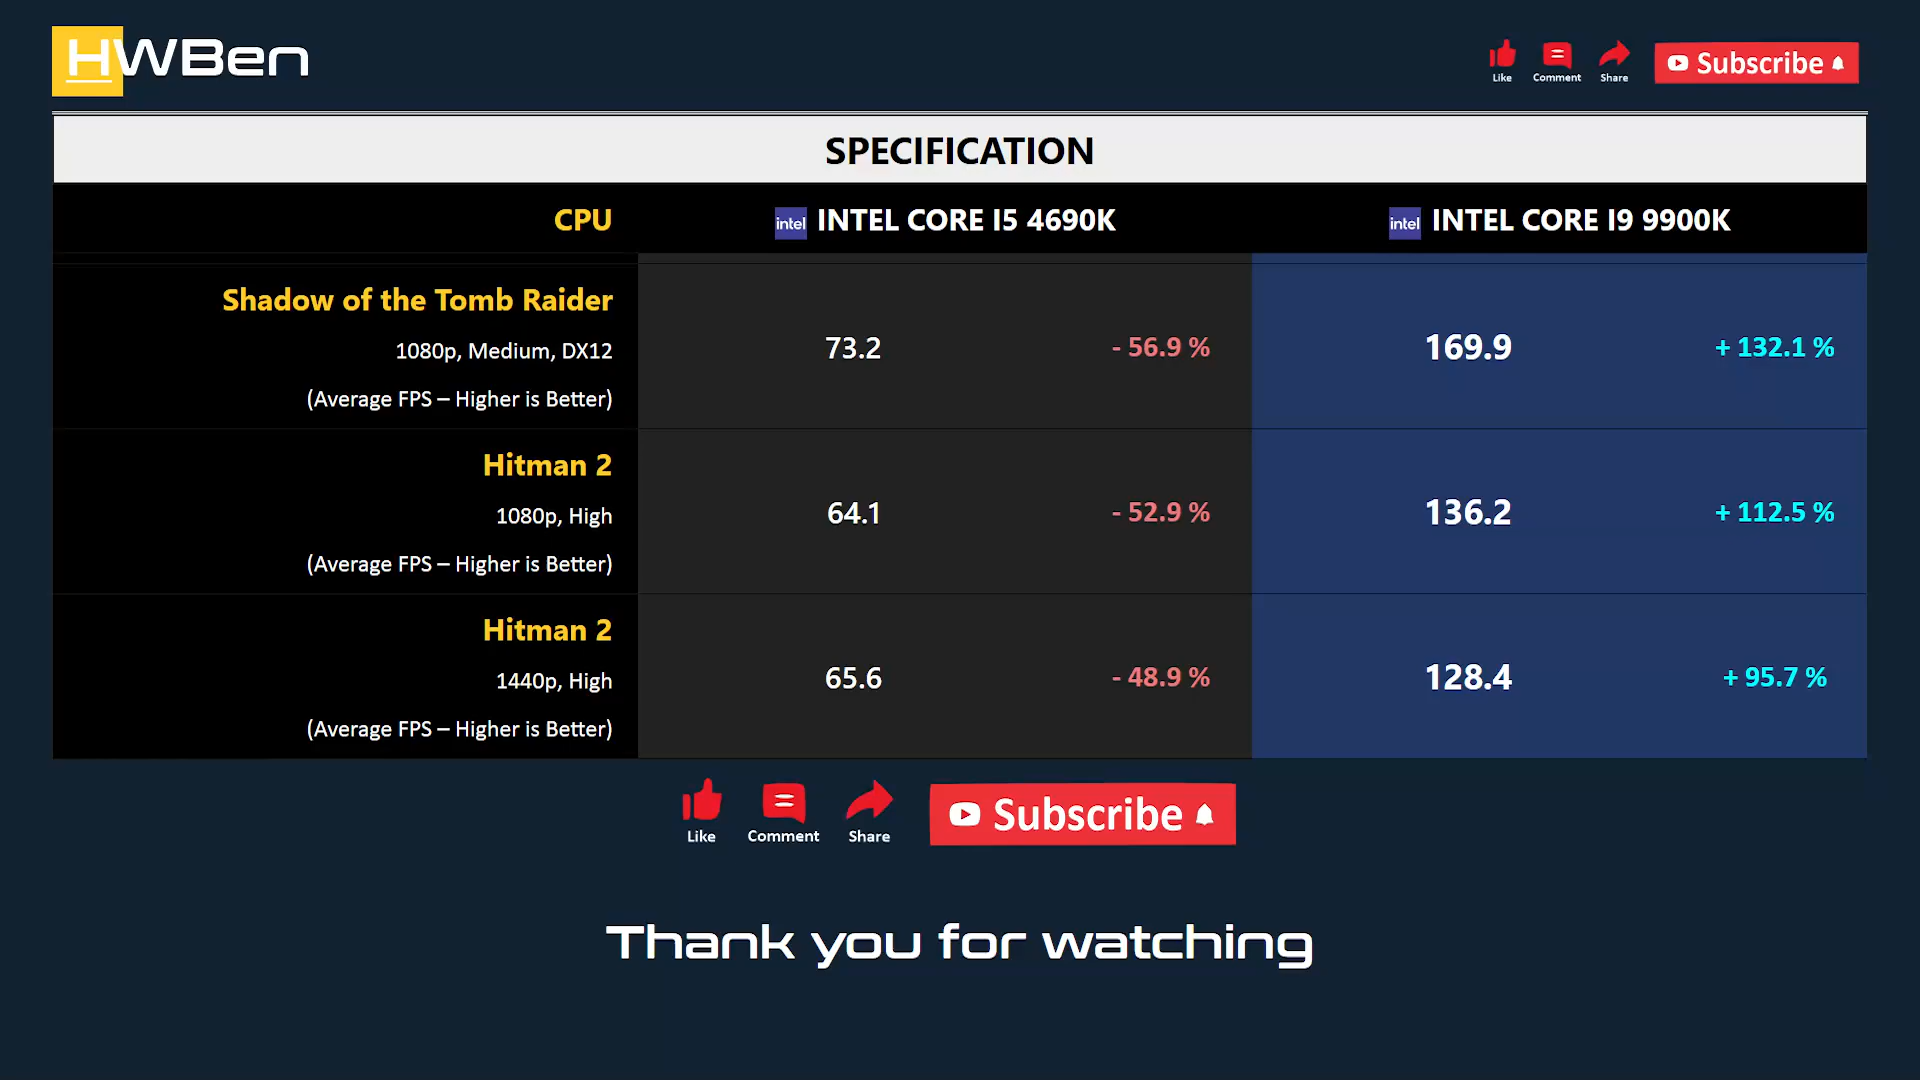 HWBen
Like Comment Share Subscribe
SPECIFICATION
CPU intel INTEL CORE I5 4690K intel INTEL CORE I9 9900K
Shadow of the Tomb Raider
1080p, Medium, DX12 73.2 - 56.9 % 169.9 + 132.1 %
(Average FPS – Higher is Better)
Hitman 2
1080p, High 64.1 - 52.9 % 136.2 + 112.5 %
(Average FPS – Higher is Better)
Hitman 2
1440p, High 65.6 - 48.9 % 128.4 + 95.7 %
(Average FPS – Higher is Better)
Like Comment Share Subscribe
Thank you for watching